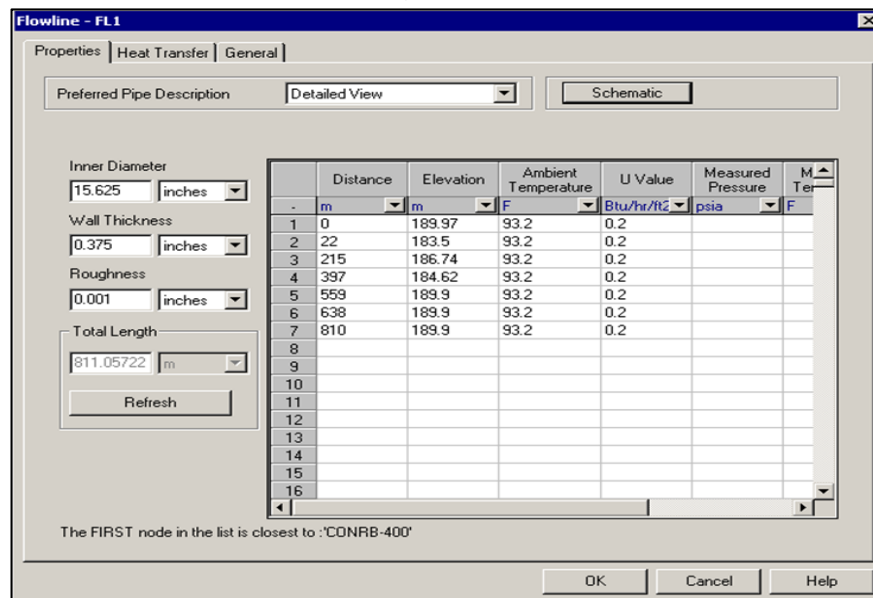 Flowline - FL1
Properties Heat Transfer General
Preferred Pipe Description Detailed View Schematic
Inner Diameter
15.625 inches
Wall Thickness
0.375 inches
Roughness
0.001 inches
Total Length
811.05722 m
Refresh
Distance Elevation Ambient Temperature U Value Measured Pressure M Ter
- m m F Btu/hr/ft2 psia F
1 0 189.97 93.2 0.2
2 22 183.5 93.2 0.2
3 215 186.74 93.2 0.2
4 397 184.62 93.2 0.2
5 559 189.9 93.2 0.2
6 638 189.9 93.2 0.2
7 810 189.9 93.2 0.2
8
9
10
11
12
13
14
15
16
The FIRST node in the list is closest to :'CONRB-400'
OK Cancel Help